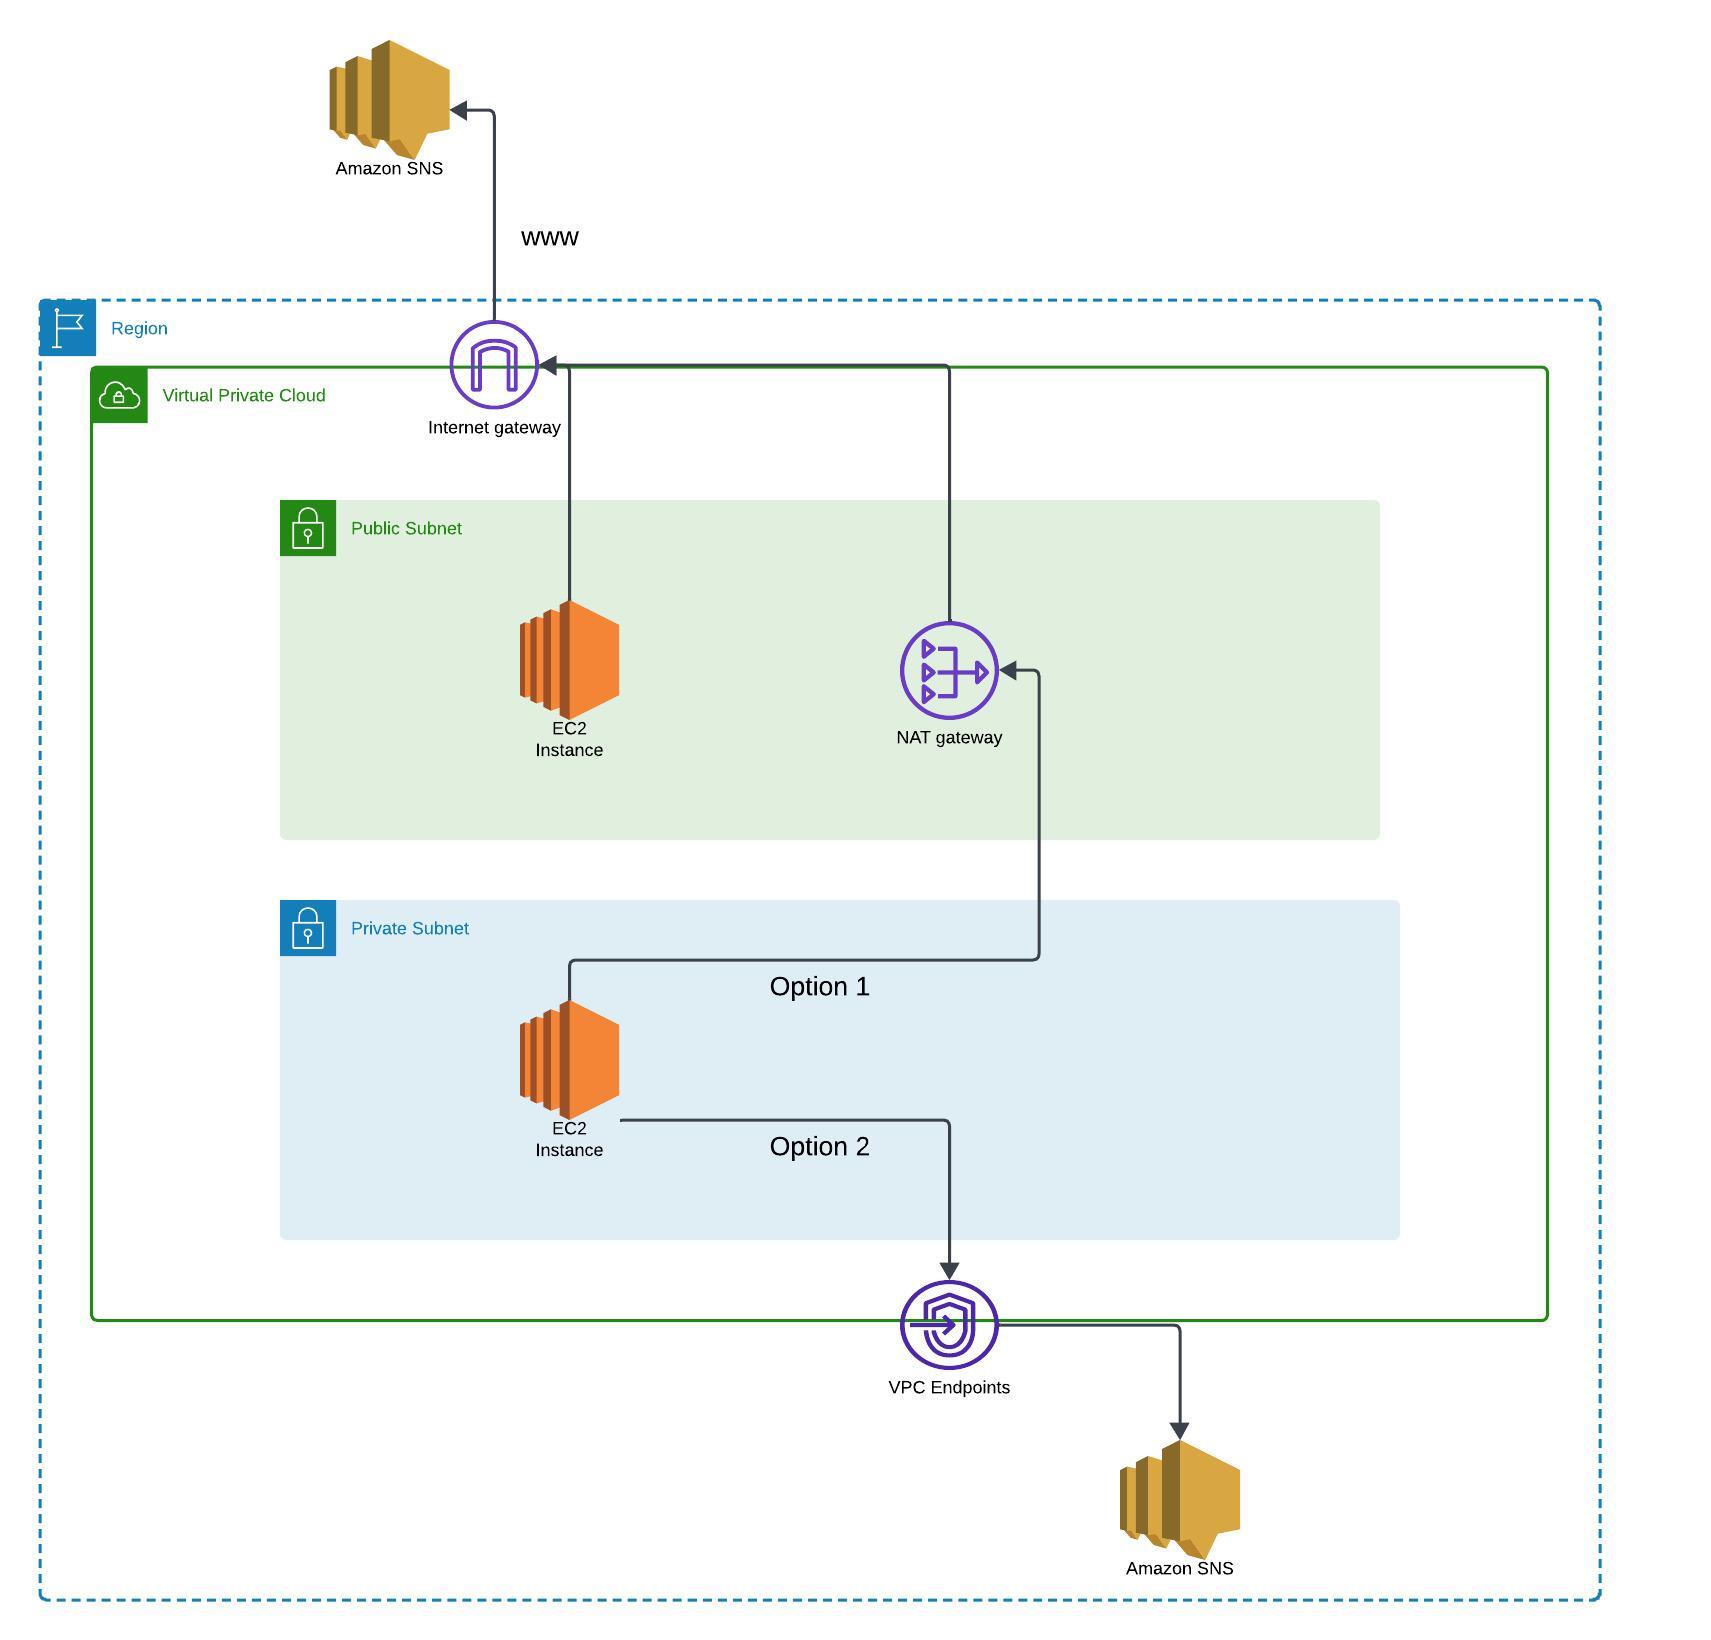 Amazon SNS
www
Region
Virtual Private Cloud
Internet gateway
Public Subnet
EC2
Instance
NAT gateway
Private Subnet
Option 1
EC2
Instance
Option 2
VPC Endpoints
Amazon SNS